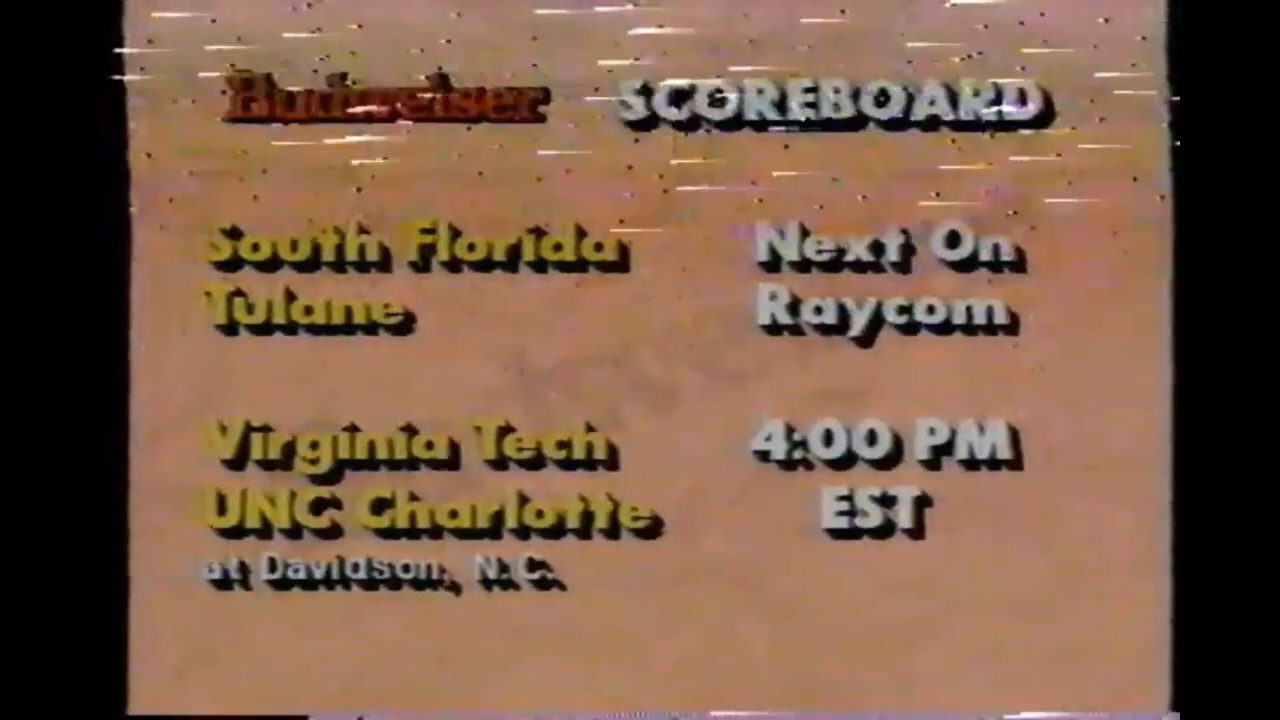 Budweiser SCOREBOARD
South Florida Next On
Tulane Raycom
Virginia Tech 4:00 PM
UNC Charlotte EST
at Davidson, N.C.